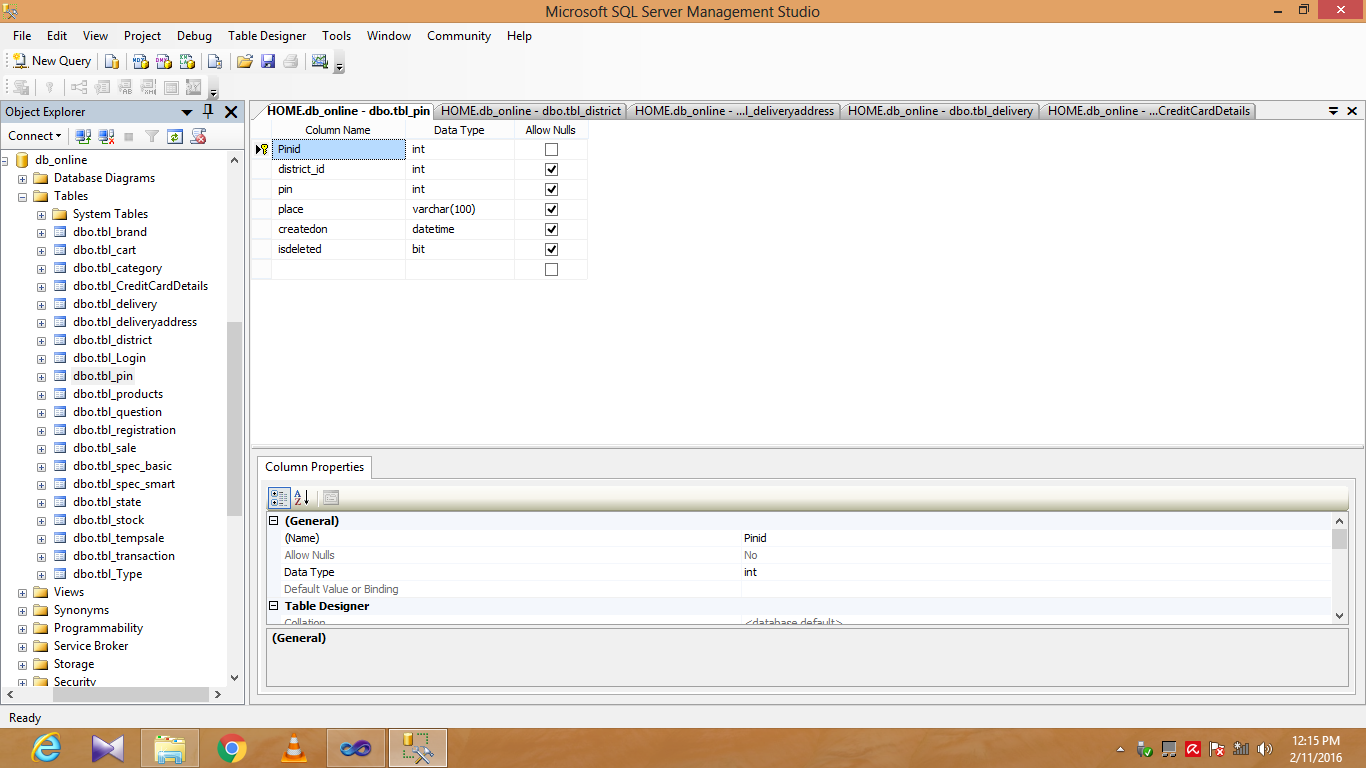 Microsoft SQL Server Management Studio
File Edit View Project Debug Table Designer Tools Window Community Help
New Query
Object Explorer
Connect
db_online
Database Diagrams
Tables
System Tables
dbo.tbl_brand
dbo.tbl_cart
dbo.tbl_category
dbo.tbl_CreditCardDetails
dbo.tbl_delivery
dbo.tbl_deliveryaddress
dbo.tbl_district
dbo.tbl_Login
dbo.tbl_pin
dbo.tbl_products
dbo.tbl_question
dbo.tbl_registration
dbo.tbl_sale
dbo.tbl_spec_basic
dbo.tbl_spec_smart
dbo.tbl_state
dbo.tbl_stock
dbo.tbl_tempsale
dbo.tbl_transaction
dbo.tbl_Type
Views
Synonyms
Programmability
Service Broker
Storage
Security
HOME.db_online - dbo.tbl_pin HOME.db_online - dbo.tbl_district HOME.db_online - ...l_deliveryaddress HOME.db_online - dbo.tbl_delivery HOME.db_online - ...CreditCardDetails
Column Name Data Type Allow Nulls
Pinid int
district_id int
pin int
place varchar(100)
createdon datetime
isdeleted bit
Column Properties
(General)
(Name) Pinid
Allow Nulls No
Data Type int
Default Value or Binding
Table Designer
Collation <database default>
(General)
Ready
12:15 PM
2/11/2016